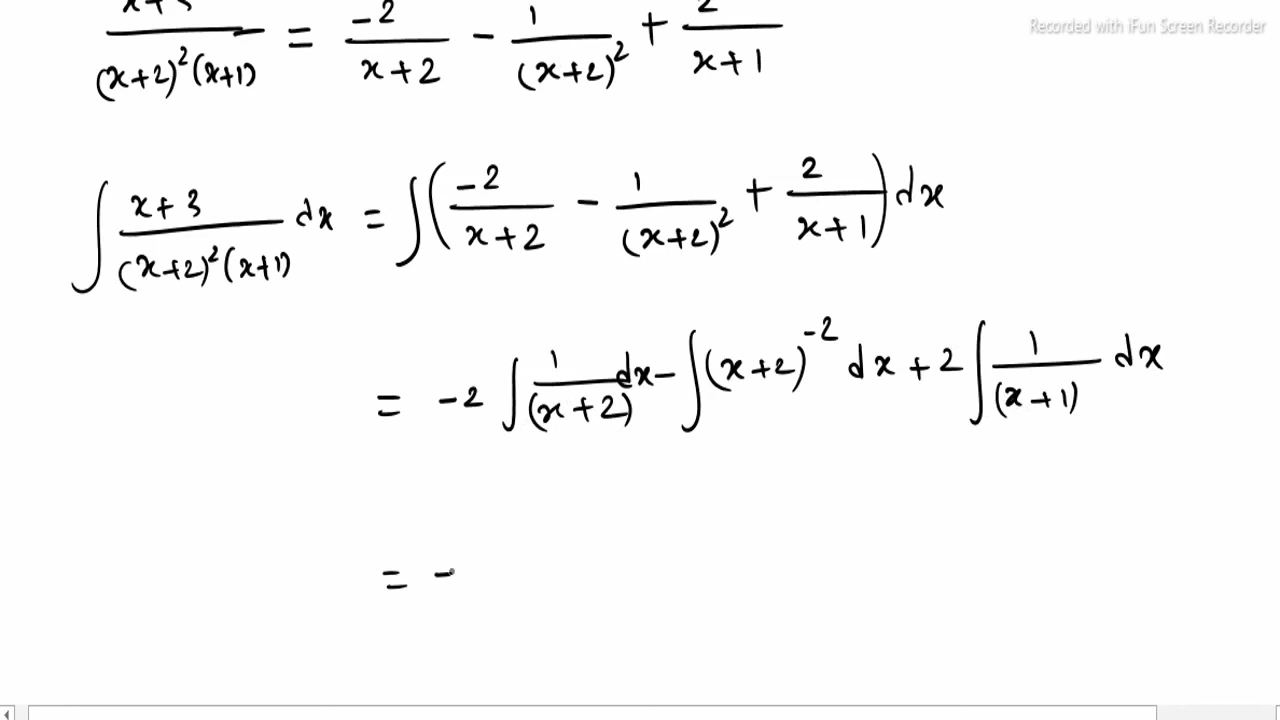 Recorded with iFun Screen Recorder
x+3/(x+2)²(x+1) = -2/x+2 - 1/(x+2)² + 2/x+1
∫ x+3/(x+2)²(x+1) dx = ∫(-2/x+2 - 1/(x+2)² + 2/x+1) dx
= -2 ∫ 1/(x+2) dx - ∫(x+2)⁻² dx + 2 ∫ 1/(x+1) dx
= -